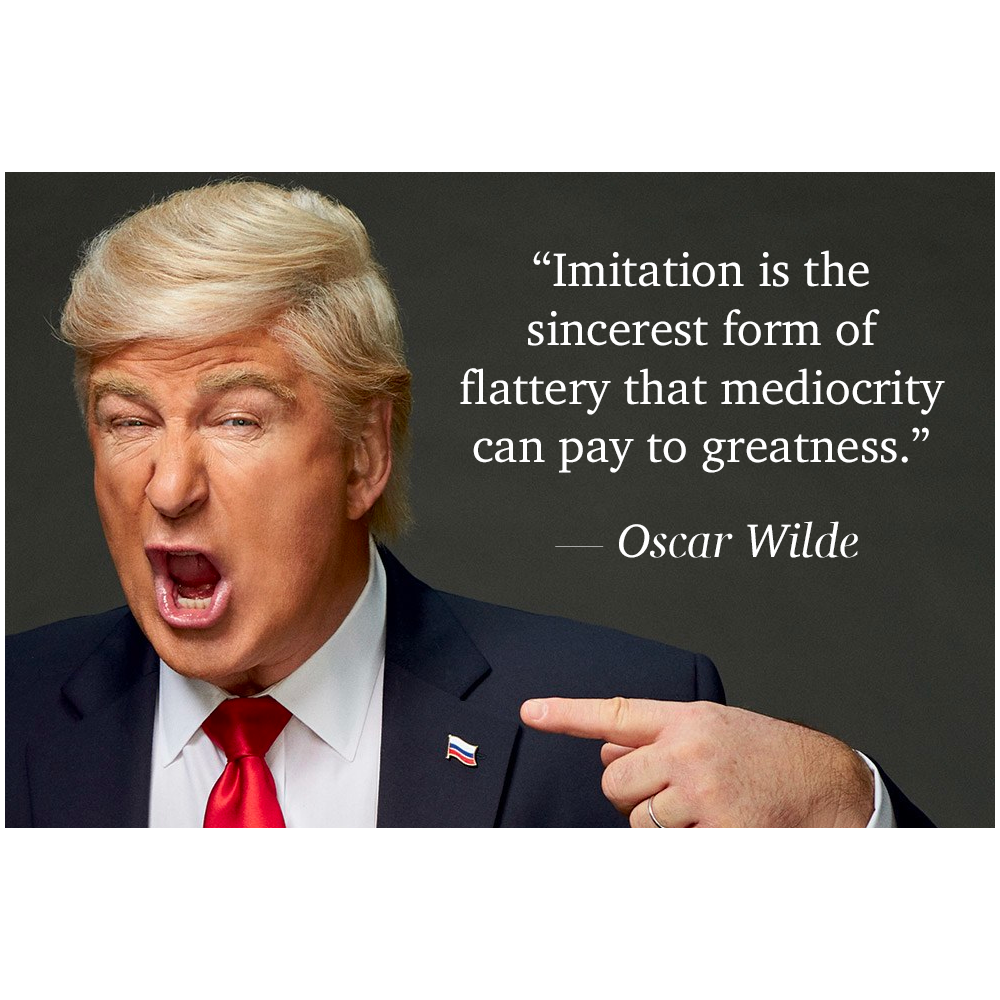 “Imitation is the
sincerest form of
flattery that mediocrity
can pay to greatness.”
— Oscar Wilde